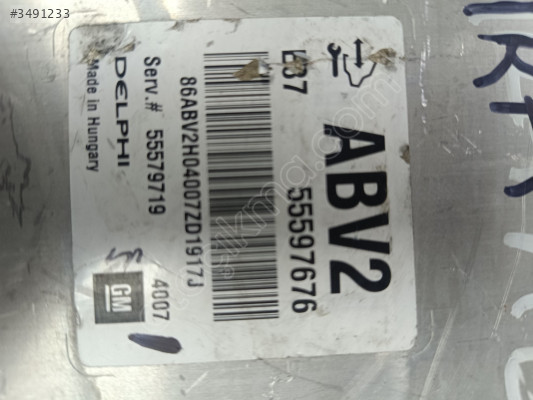 #3491233
E37
ABV2
55597676
86ABV2H04007ZD1917J
Serv.# 55579719
4007
DELPHI
Made in Hungary
GM